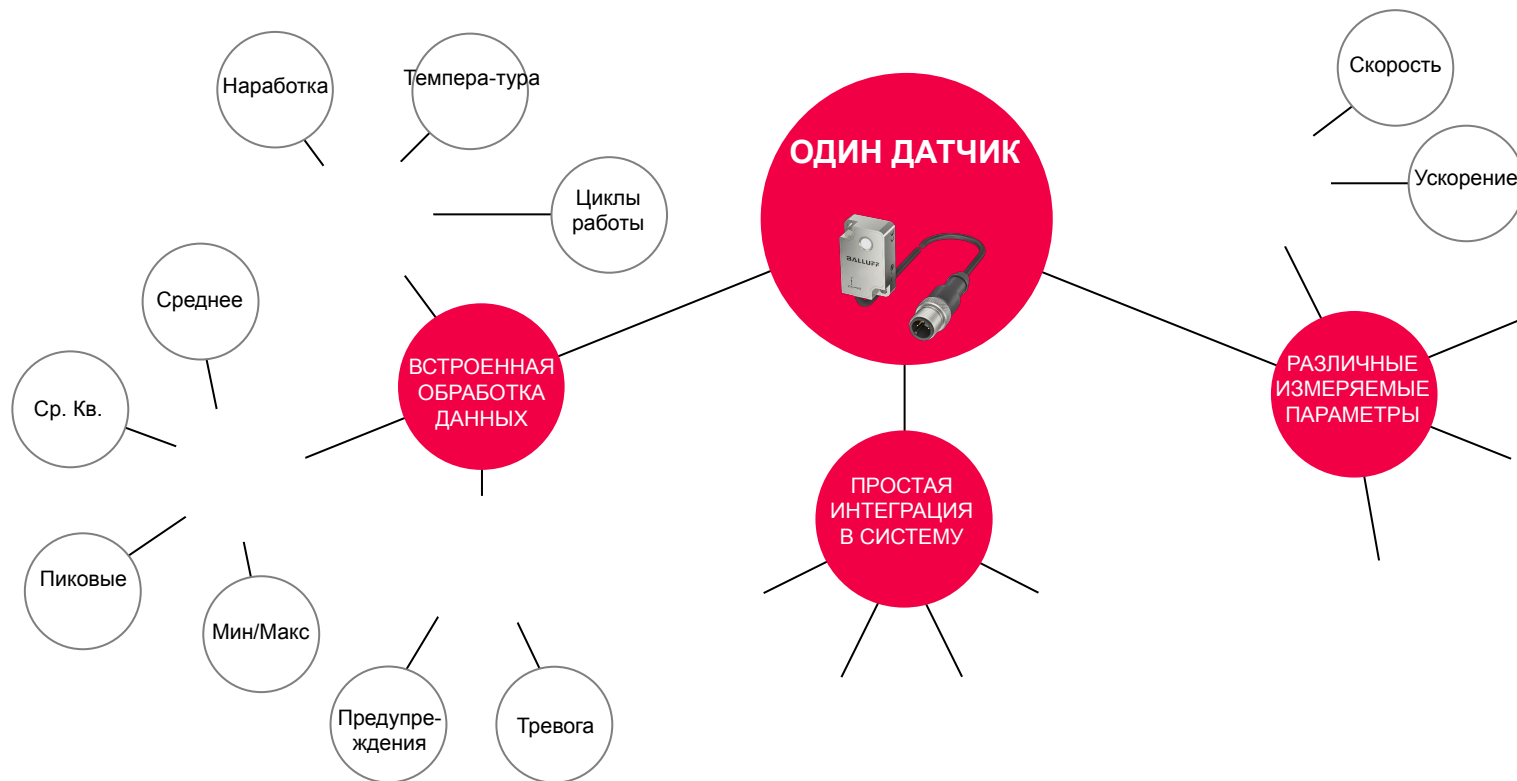 Наработка
Темпера-тура
Циклы
работы
Среднее
Ср. Кв.
Пиковые
Мин/Макс
Предупре-
ждения
Тревога
ВСТРОЕННАЯ
ОБРАБОТКА
ДАННЫХ
ОДИН ДАТЧИК
BALLUFF
ПРОСТАЯ
ИНТЕГРАЦИЯ
В СИСТЕМУ
Скорость
Ускорение
РАЗЛИЧНЫЕ
ИЗМЕРЯЕМЫЕ
ПАРАМЕТРЫ